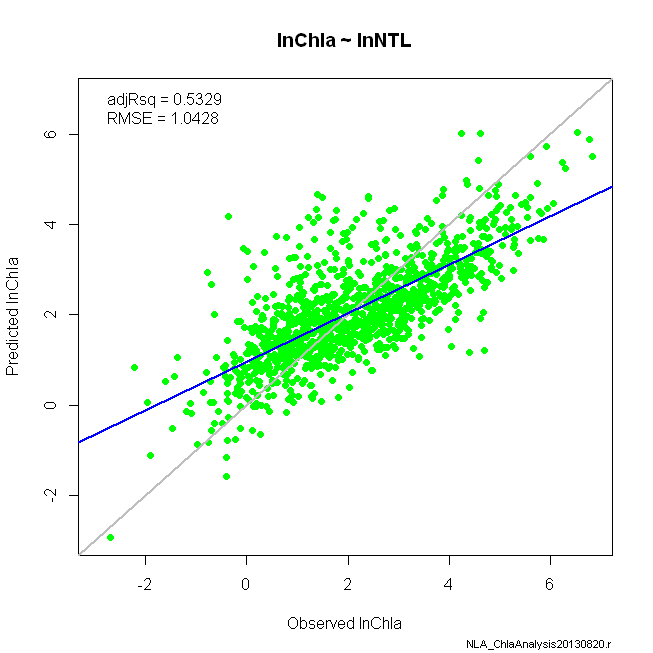 lnChla ~ lnNTL
adjRsq = 0.5329
RMSE = 1.0428
6
4
2
0
-2
Predicted lnChla
-2 0 2 4 6
Observed lnChla
NLA_ChlaAnalysis20130820.r